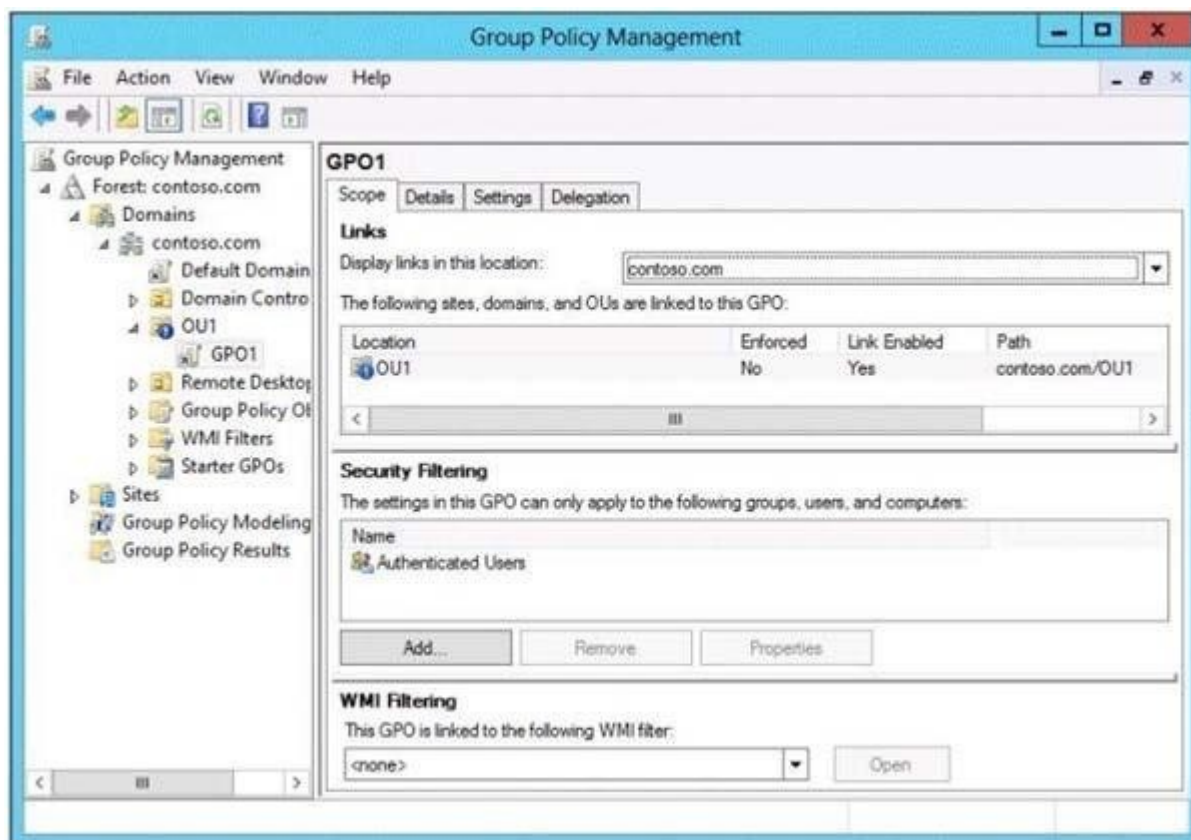 Group Policy Management
File Action View Window Help
Group Policy Management
Forest: contoso.com
Domains
contoso.com
Default Domain
Domain Contro
OU1
GPO1
Remote Desktop
Group Policy Ob
WMI Filters
Starter GPOs
Sites
Group Policy Modeling
Group Policy Results
GPO1
Scope Details Settings Delegation
Links
Display links in this location: contoso.com
The following sites, domains, and OUs are linked to this GPO:
Location Enforced Link Enabled Path
OU1 No Yes contoso.com/OU1
Security Filtering
The settings in this GPO can only apply to the following groups, users, and computers:
Name
Authenticated Users
Add... Remove Properties
WMI Filtering
This GPO is linked to the following WMI filter:
<none> Open